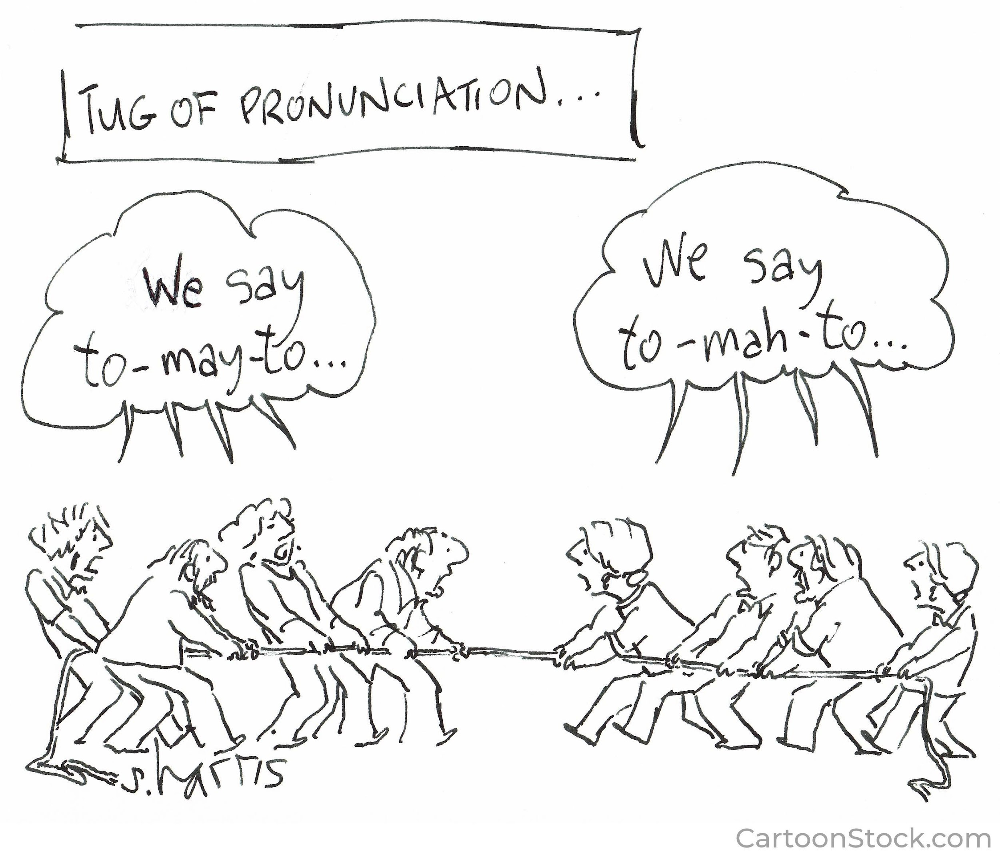 TUG OF PRONUNCIATION...
We say
to-may-to...
We say
to-mah-to...
s.harris
CartoonStock.com